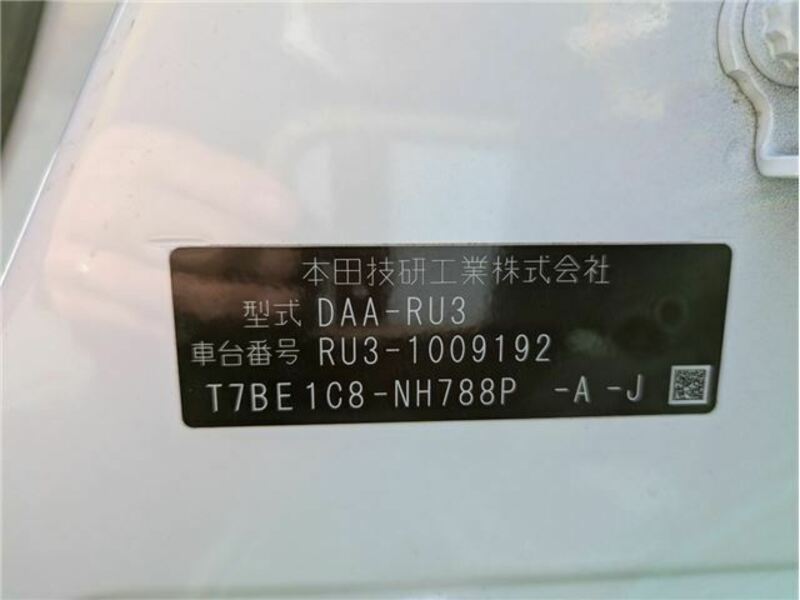 本田技研工業株式会社
型式 DAA-RU3
車台番号 RU3-1009192
T7BE1C8-NH788P -A-J